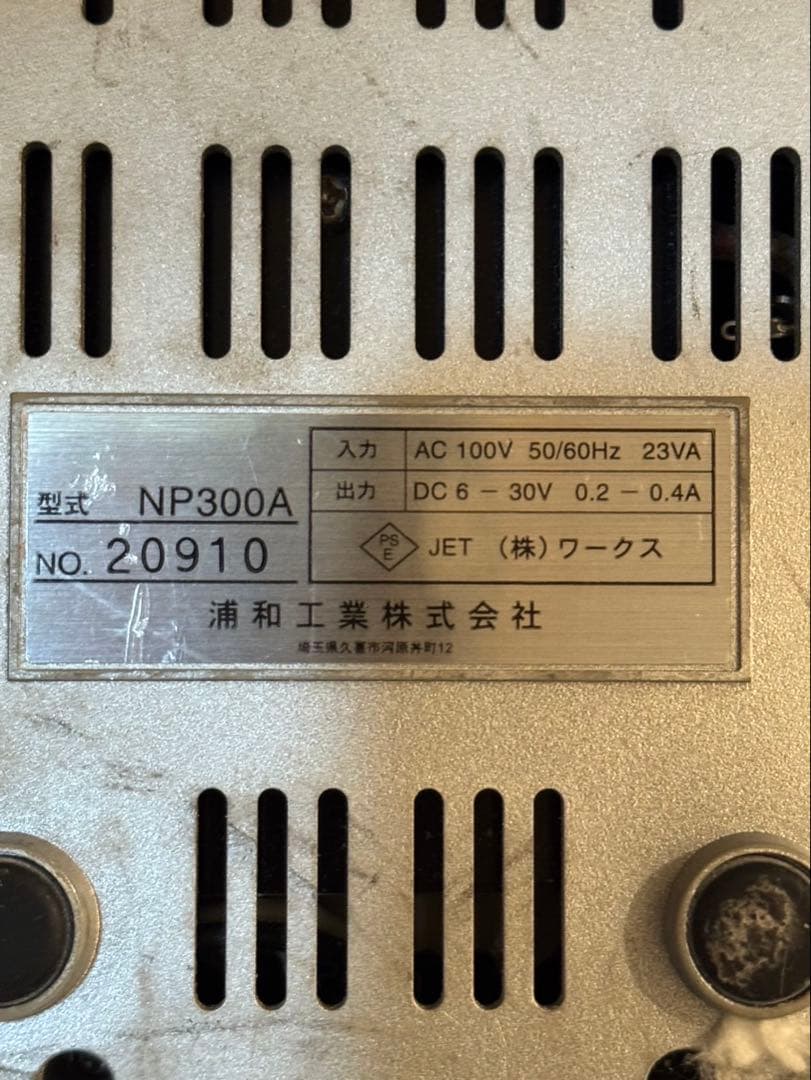 型式 NP300A
NO. 20910
入力 AC 100V 50/60Hz 23VA
出力 DC 6 － 30V 0.2 － 0.4A
PS
E
JET (株)ワークス
浦和工業株式会社
埼玉県久喜市河原井町12